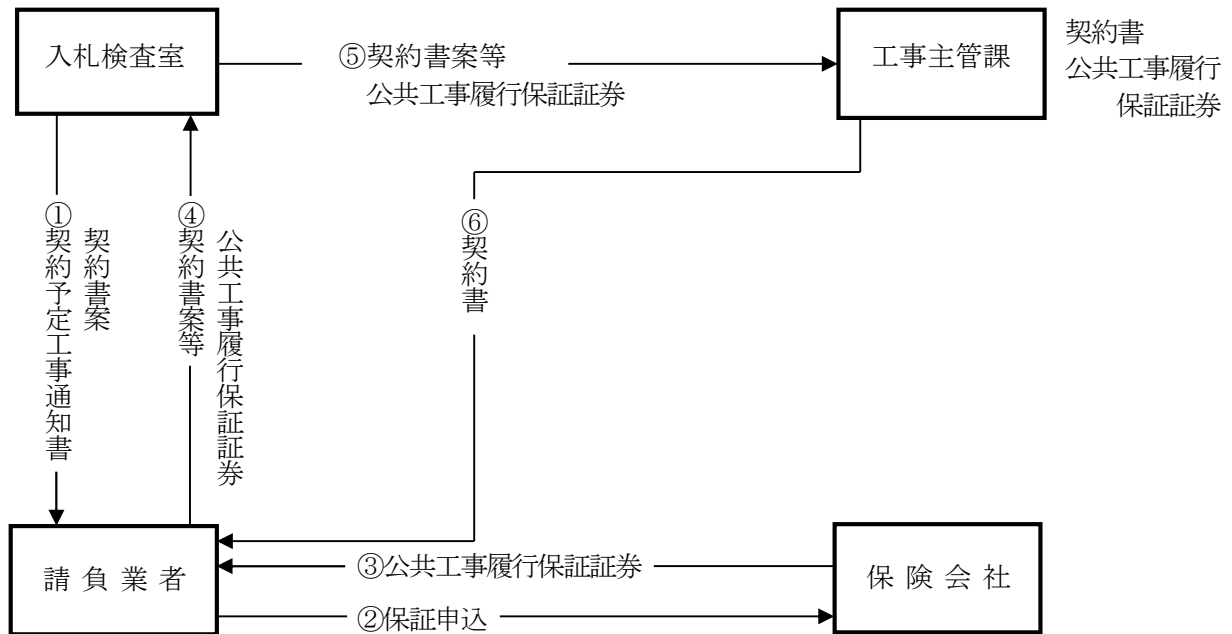 入札検査室
⑤契約書案等
公共工事履行保証証券
工事主管課
契約書
公共工事履行
保証証券
①契約予定工事通知書
契約書案
④契約書案等
公共工事履行保証証券
⑥契約書
請負業者
③公共工事履行保証証券
②保証申込
保険会社